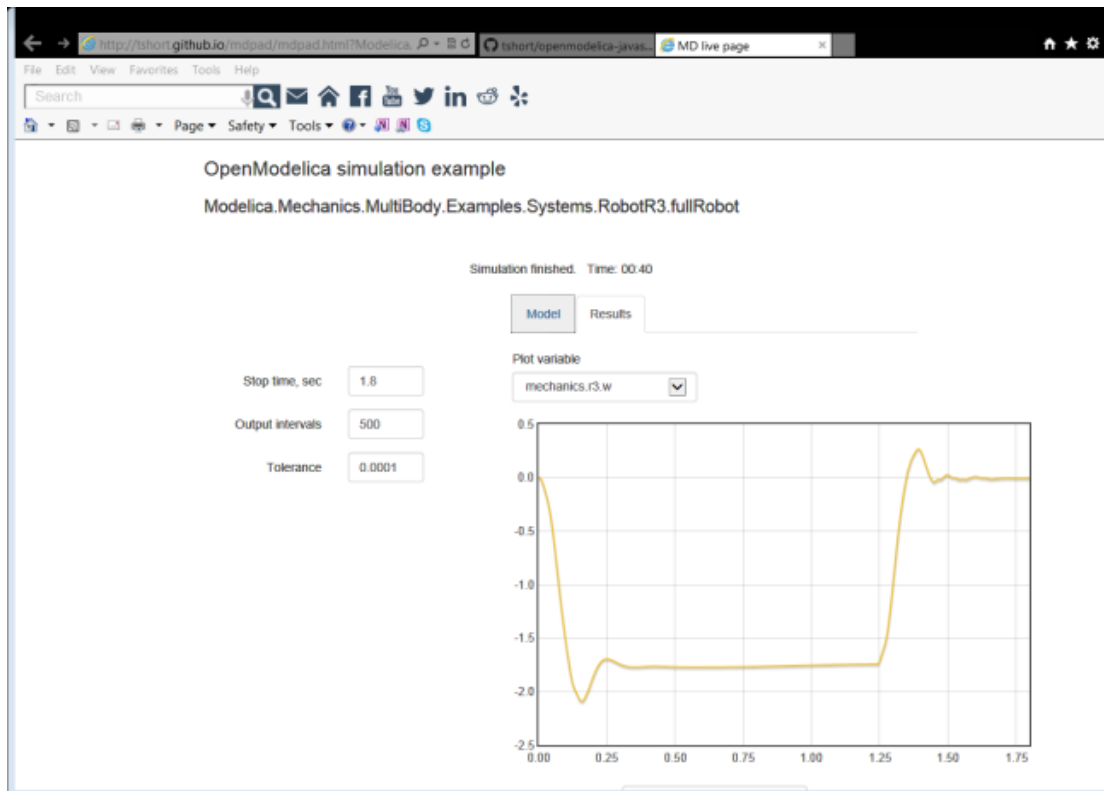 http://tshort.github.io/mdpad/mdpad.html?Modelica.
tshort/openmodelica-javas...
MD live page
File Edit View Favorites Tools Help
Search
You Tube
Page Safety Tools
OpenModelica simulation example
Modelica.Mechanics.MultiBody.Examples.Systems.RobotR3.fullRobot
Simulation finished. Time: 00:40
Model Results
Plot variable
mechanics.r3.w
Stop time, sec 1.8
Output intervals 500
Tolerance 0.0001
0.5
0.0
-0.5
-1.0
-1.5
-2.0
-2.5
0.00 0.25 0.50 0.75 1.00 1.25 1.50 1.75